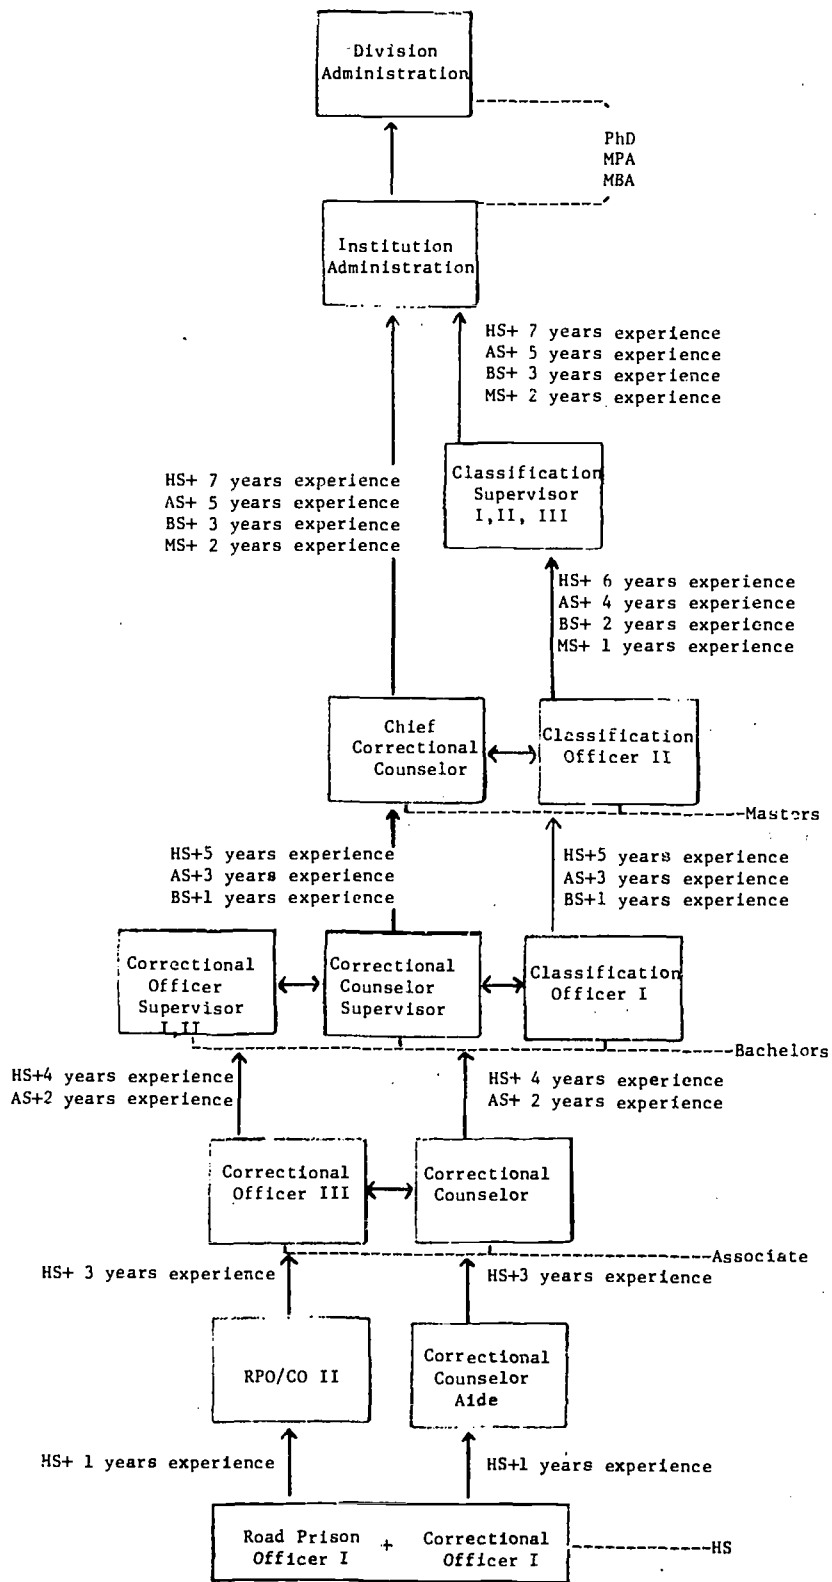 Division
Administration
PhD
MPA
MBA
Institution
Administration
HS+ 7 years experience
AS+ 5 years experience
BS+ 3 years experience
MS+ 2 years experience
Classification
Supervisor
I,II, III
HS+ 7 years experience
AS+ 5 years experience
BS+ 3 years experience
MS+ 2 years experience
HS+ 6 years experience
AS+ 4 years experience
BS+ 2 years experience
MS+ 1 years experience
Chief
Correctional
Counselor
Classification
Officer II
Masters
HS+5 years experience
AS+3 years experience
BS+1 years experience
HS+5 years experience
AS+3 years experience
BS+1 years experience
Correctional
Officer
Supervisor
I,II
Correctional
Counselor
Supervisor
Classification
Officer I
Bachelors
HS+4 years experience
AS+2 years experience
HS+ 4 years experience
AS+ 2 years experience
Correctional
Officer III
Correctional
Counselor
Associate
HS+ 3 years experience
HS+3 years experience
RPO/CO II
Correctional
Counselor
Aide
HS+ 1 years experience
HS+1 years experience
Road Prison
Officer I
+
Correctional
Officer I
HS